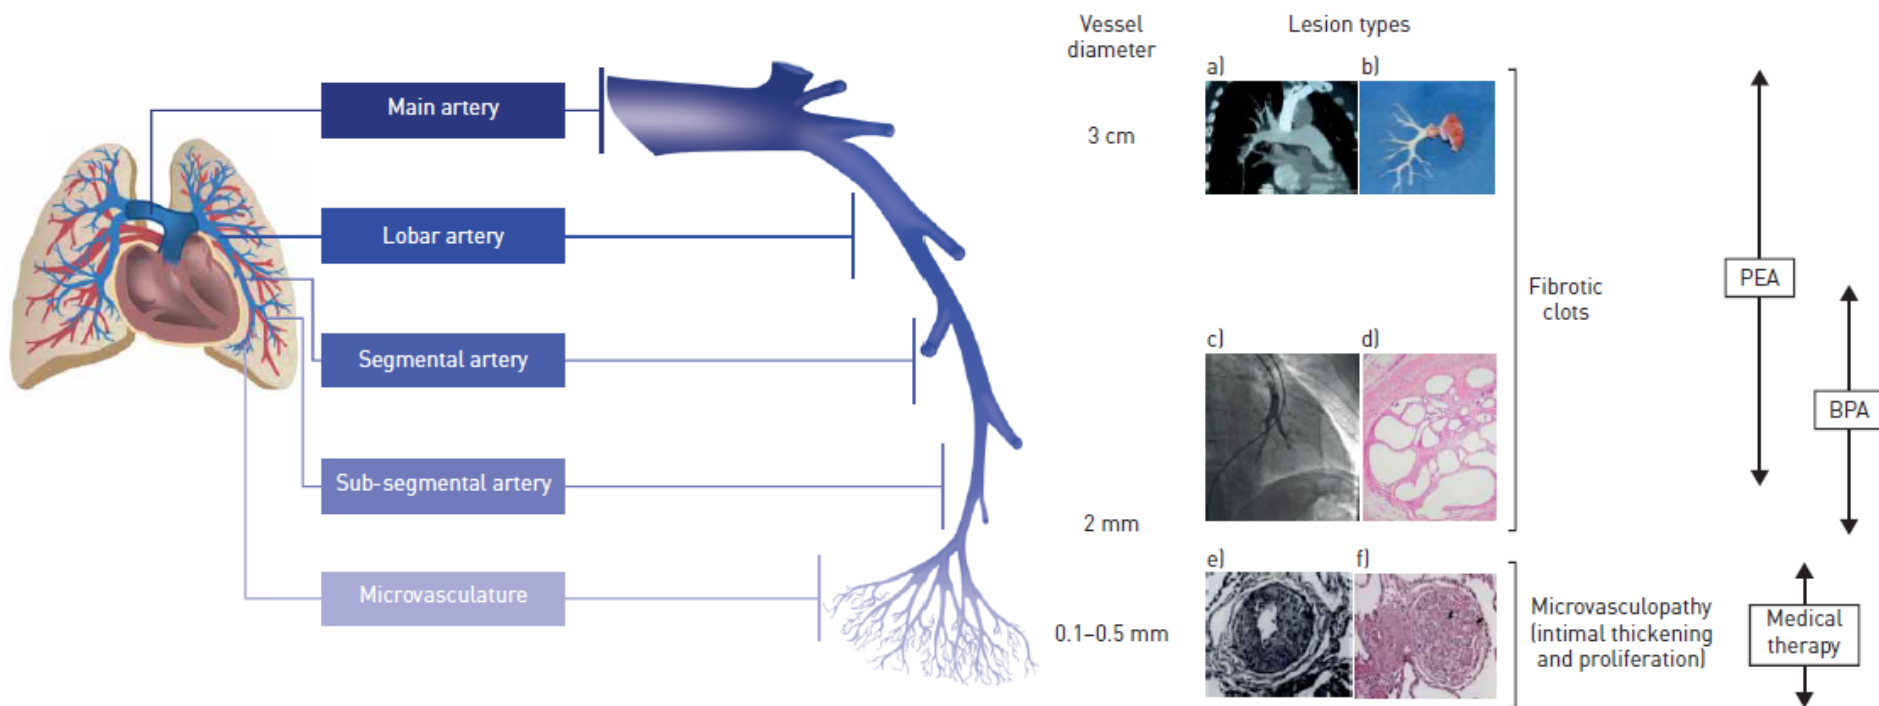 Vessel
diameter
Lesion types
a)
b)
Main artery
3 cm
Lobar artery
PEA
Fibrotic
clots
c)
d)
Segmental artery
BPA
Sub-segmental artery
2 mm
e)
f)
Microvasculature
0.1–0.5 mm
Microvasculopathy
(intimal thickening
and proliferation)
Medical
therapy